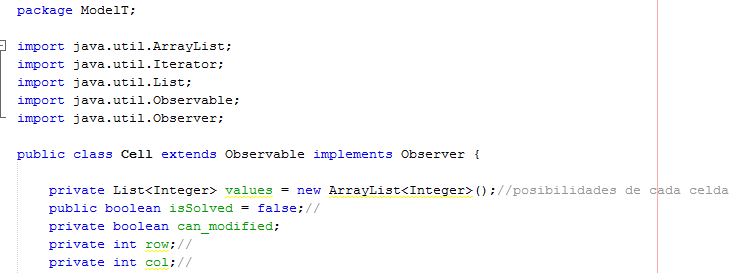 package ModelT;
import java.util.ArrayList;
import java.util.Iterator;
import java.util.List;
import java.util.Observable;
import java.util.Observer;
public class Cell extends Observable implements Observer {
private List<Integer> values = new ArrayList<Integer>();//posibilidades de cada celda
public boolean isSolved = false;//
private boolean can_modified;
private int row;//
private int col;//